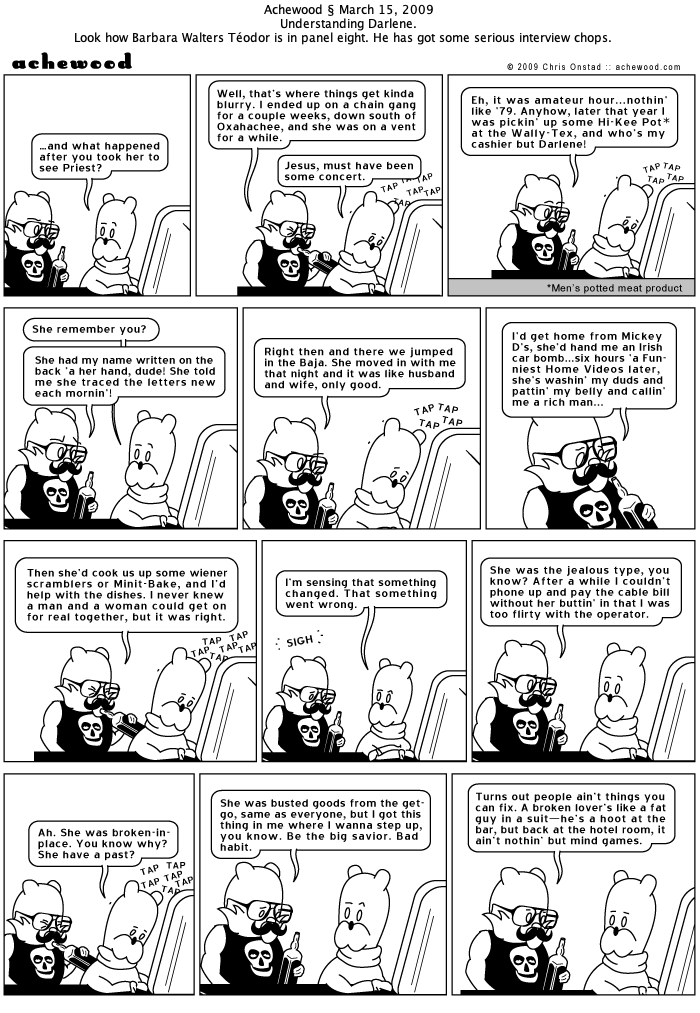 Achewood § March 15, 2009
Understanding Darlene.
Look how Barbara Walters Téodor is in panel eight. He has got some serious interview chops.
achewood
© 2009 Chris Onstad :: achewood.com
...and what happened
after you took her to
see Priest?
Well, that's where things get kinda
blurry. I ended up on a chain gang
for a couple weeks, down south of
Oxahachee, and she was on a vent
for a while.
Jesus, must have been
some concert.
TAP TAP
TAP TAP
TAP
Eh, it was amateur hour...nothin'
like '79. Anyhow, later that year I
was pickin' up some Hi-Kee Pot*
at the Wally-Tex, and who's my
cashier but Darlene!
TAP TAP
TAP TAP
*Men's potted meat product
She remember you?
She had my name written on the
back 'a her hand, dude! She told
me she traced the letters new
each mornin'!
Right then and there we jumped
in the Baja. She moved in with me
that night and it was like husband
and wife, only good.
TAP TAP
TAP TAP
I'd get home from Mickey
D's, she'd hand me an Irish
car bomb...six hours 'a Fun-
niest Home Videos later,
she's washin' my duds and
pattin' my belly and callin'
me a rich man...
Then she'd cook us up some wiener
scramblers or Minit-Bake, and I'd
help with the dishes. I never knew
a man and a woman could get on
for real together, but it was right.
TAP TAP
TAP TAP
TAP TAP
I'm sensing that something
changed. That something
went wrong.
SIGH
She was the jealous type, you
know? After a while I couldn't
phone up and pay the cable bill
without her buttin' in that I was
too flirty with the operator.
Ah. She was broken-in-
place. You know why?
She have a past?
TAP TAP
TAP TAP
TAP TAP
She was busted goods from the get-
go, same as everyone, but I got this
thing in me where I wanna step up,
you know. Be the big savior. Bad
habit.
Turns out people ain't things you
can fix. A broken lover's like a fat
guy in a suit—he's a hoot at the
bar, but back at the hotel room, it
ain't nothin' but mind games.